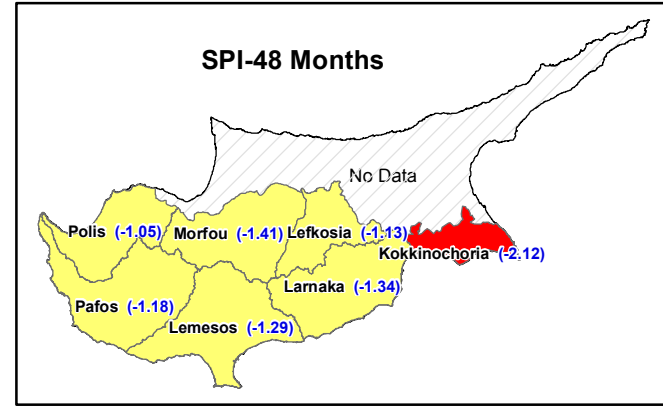 SPI-48 Months
No Data
Polis (-1.05)
Morfou (-1.41)
Lefkosia (-1.13)
Kokkinochoria (-2.12)
Larnaka (-1.34)
Pafos (-1.18)
Lemesos (-1.29)